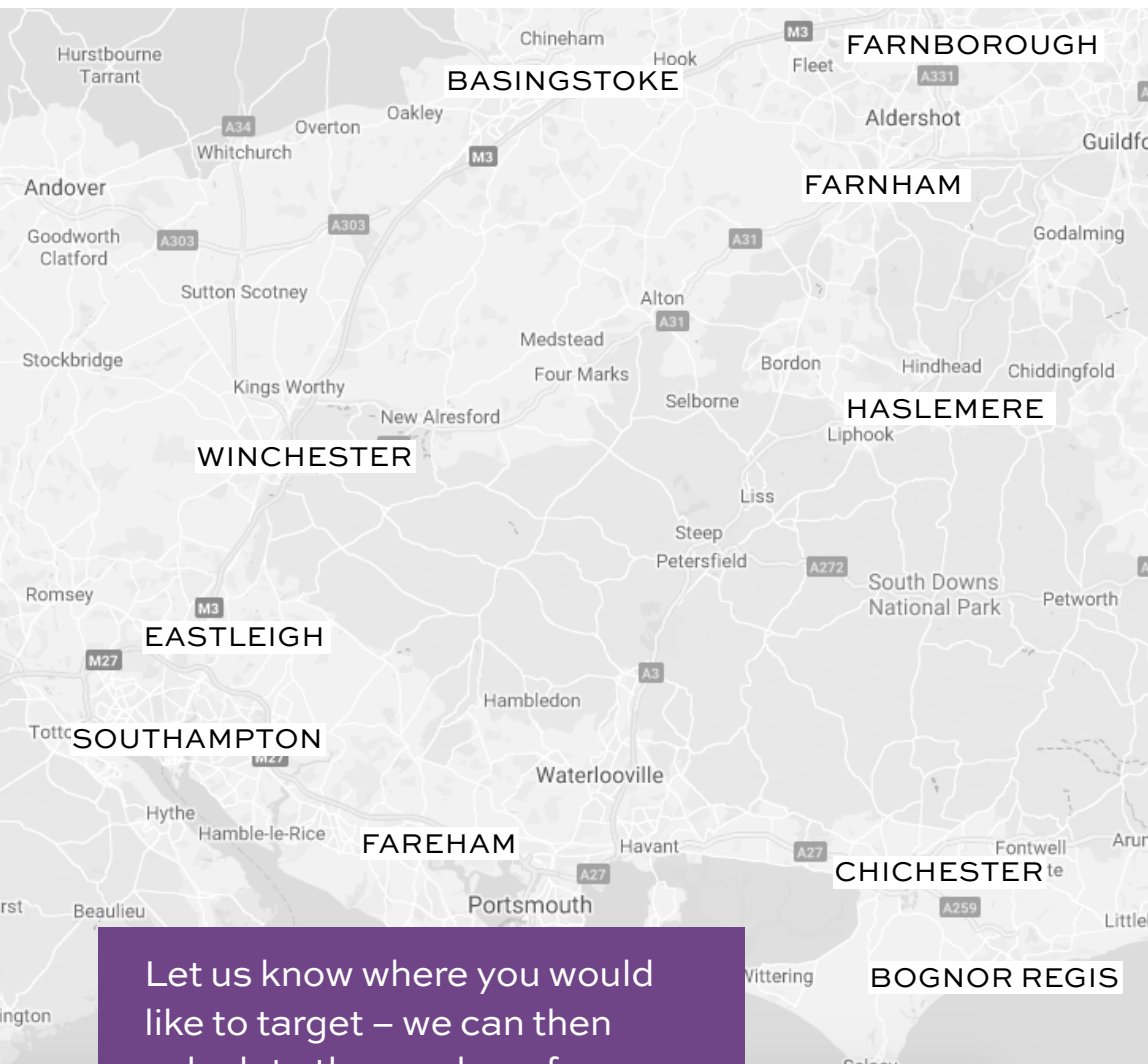 Chineham
M3
FARNBOROUGH
Hurstbourne
Tarrant
Hook
Fleet
BASINGSTOKE
A331
Oakley
Aldershot
A34
Overton
Whitchurch
M3
Andover
FARNHAM
A303
Goodworth
Clatford
A303
A31
Godalming
Sutton Scotney
Alton
A31
Medstead
Stockbridge
Bordon
Hindhead
Chiddingfold
Kings Worthy
Four Marks
Selborne
HASLEMERE
New Alresford
Liphook
WINCHESTER
Liss
Steep
Petersfield
A272
South Downs
National Park
Romsey
Petworth
M3
EASTLEIGH
M27
A3
Hambledon
SOUTHAMPTON
M27
Waterlooville
Hythe
Hamble-le-Rice
FAREHAM
Havant
A27
Fontwell
CHICHESTER
A27
Portsmouth
A259
Beaulieu
BOGNOR REGIS
Let us know where you would
like to target – we can then